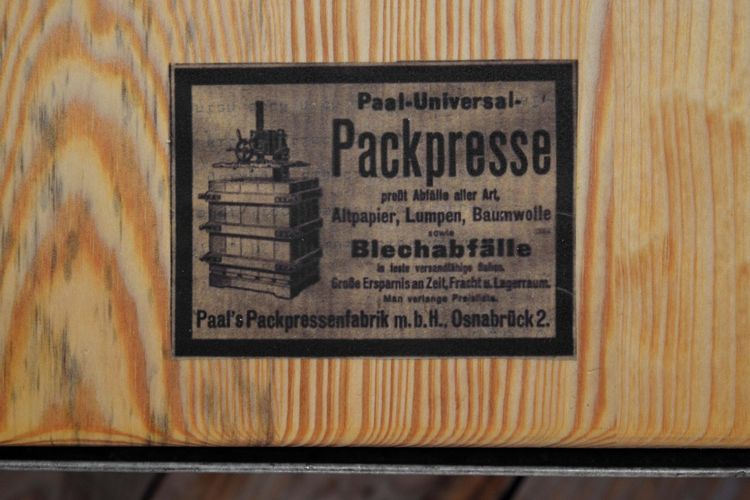 Paal-Universal-
Packpresse
preßt Abfälle aller Art,
Altpapier, Lumpen, Baumwolle
sowie
Blechabfälle
in feste versandfähige Ballen.
Große Ersparnis an Zeit, Fracht u. Lagerraum.
Man verlange Preisliste.
Paal's Packpressenfabrik m. b. H., Osnabrück 2.